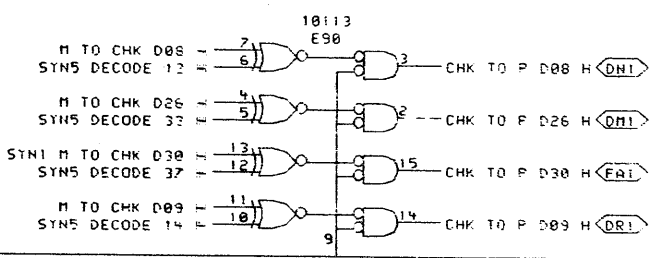 10113
E90
M TO CHK D08 7
SYN5 DECODE 6
3 CHK TO P D08 H DN1
M TO CHK D26 4
SYN5 DECODE 33 5
2 CHK TO P D26 H DM1
SYN1 M TO CHK D30 13
SYN5 DECODE 37 12
15 CHK TO P D30 H FA1
M TO CHK D09 11
SYN5 DECODE 14 10
14 CHK TO P D09 H DR1
9